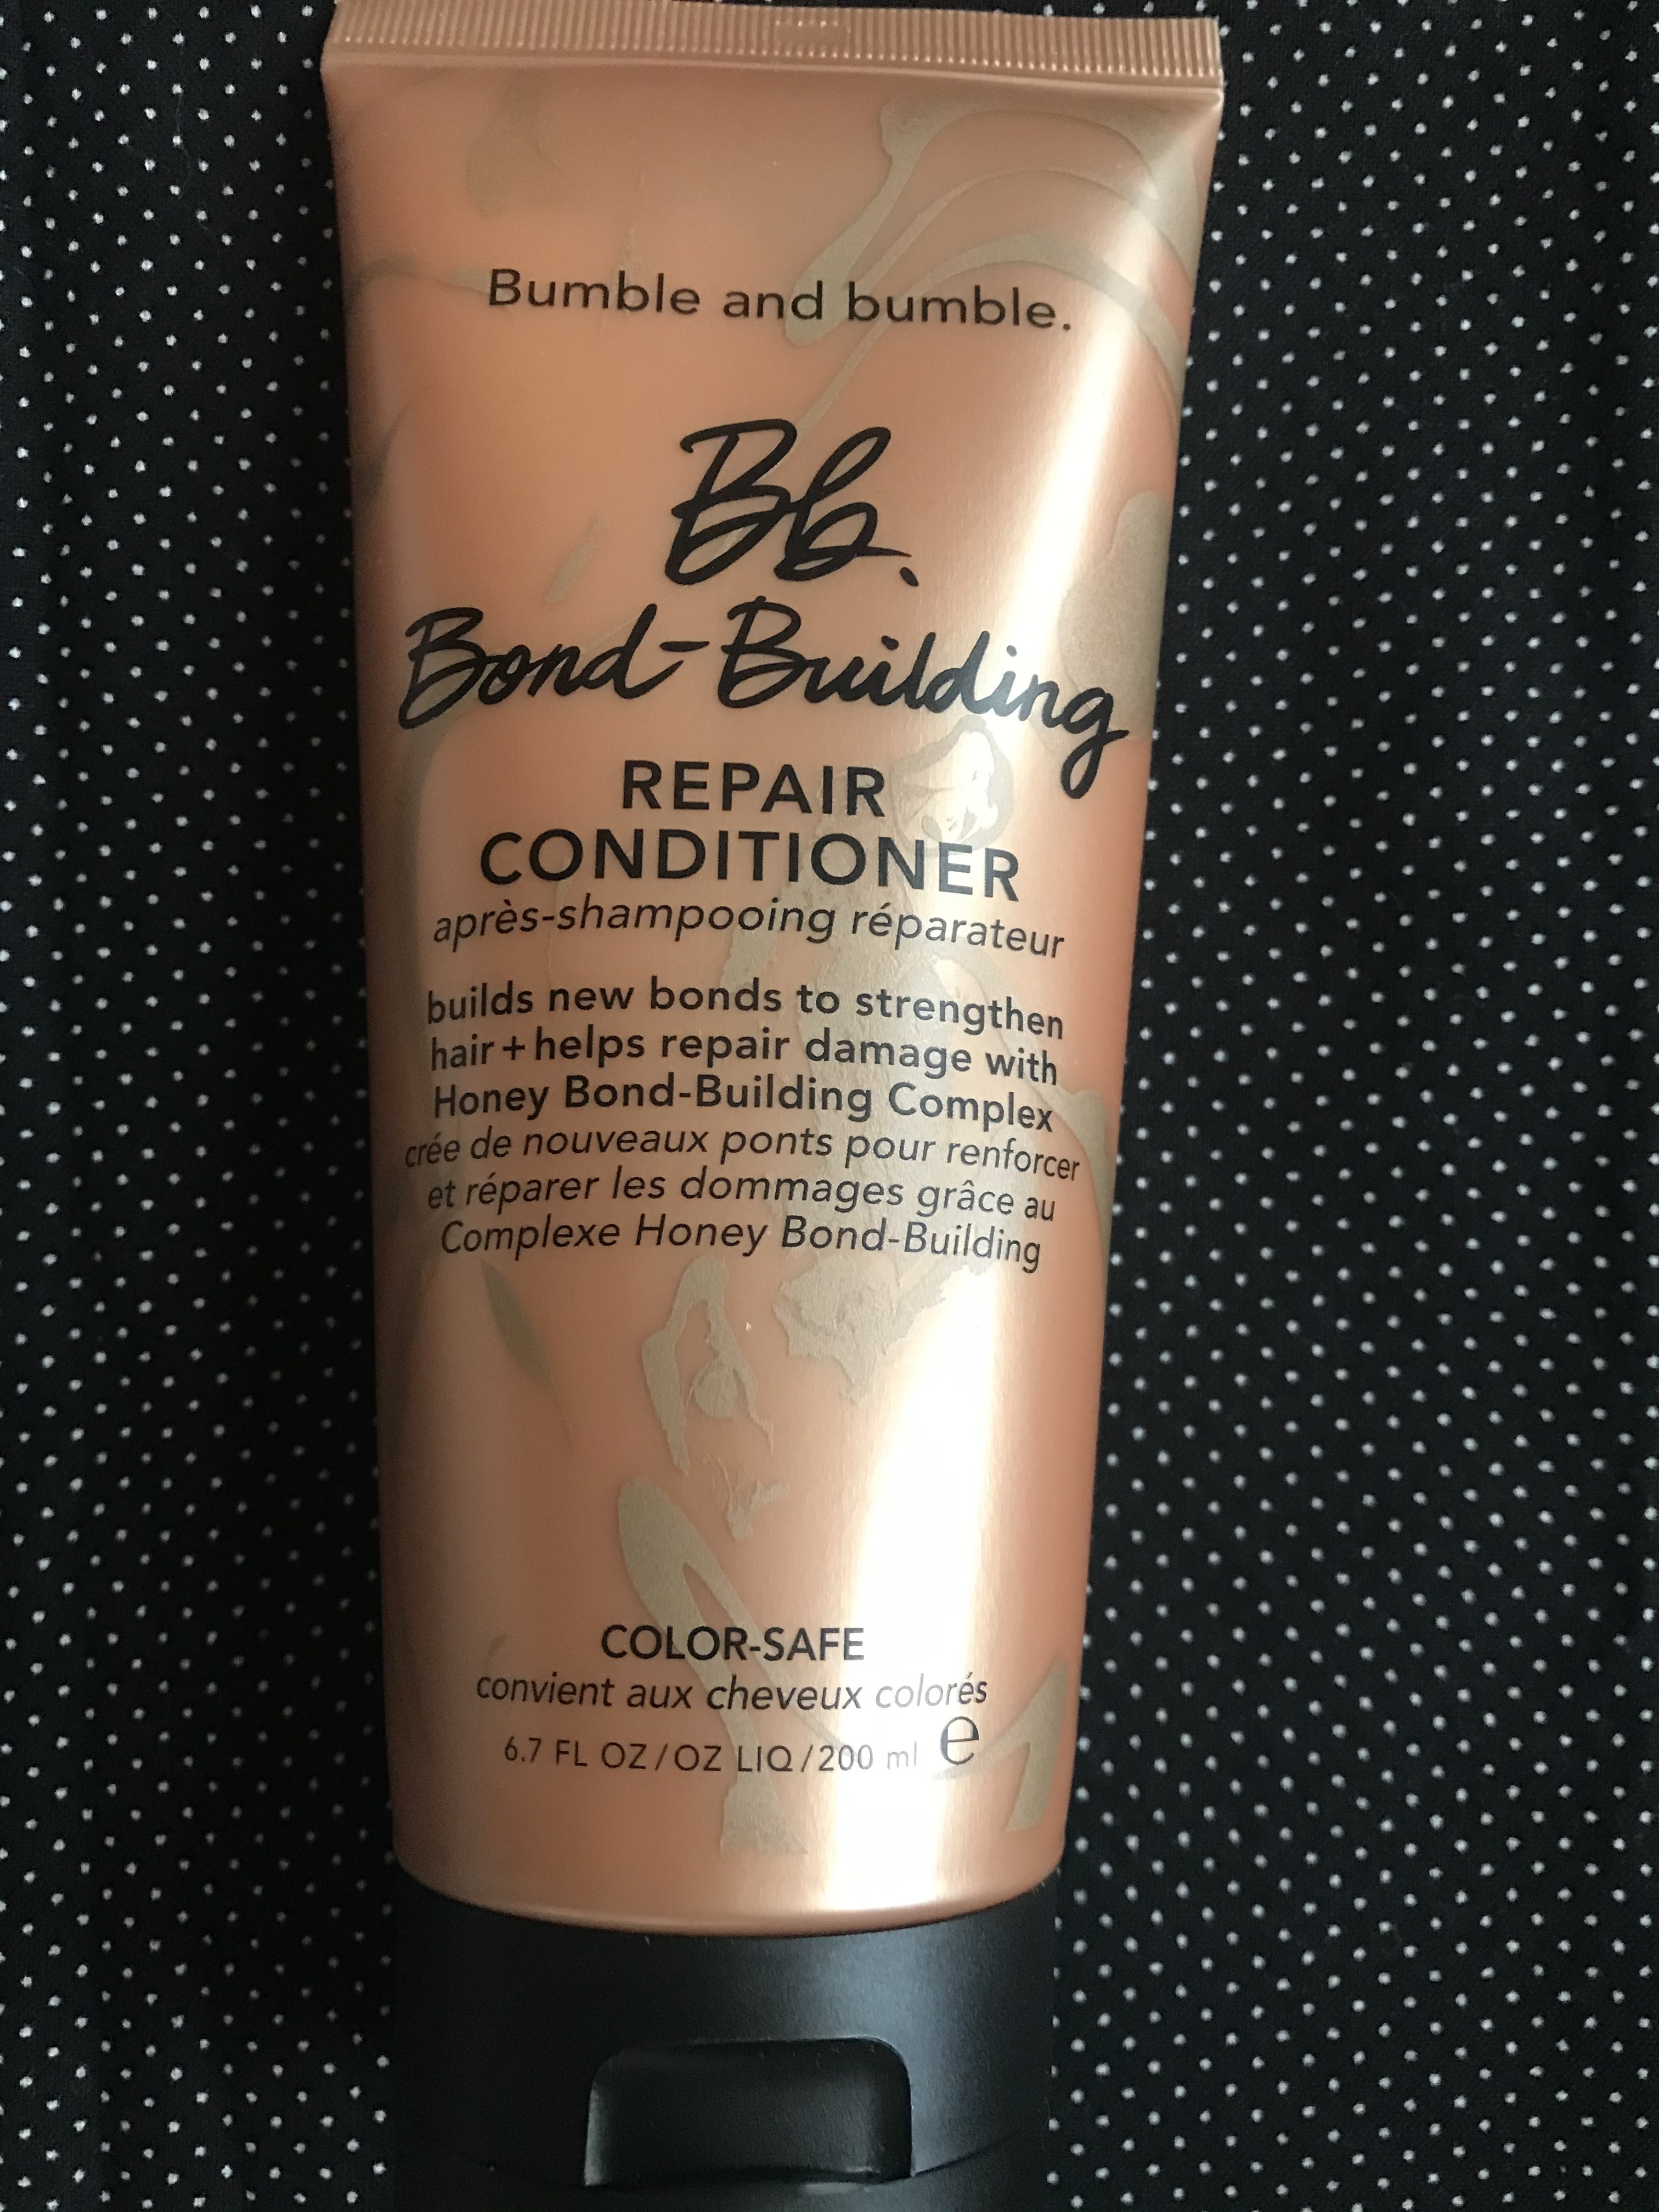 Bumble and bumble.
Bb.
Bond-Building
REPAIR
CONDITIONER
après-shampooing réparateur
builds new bonds to strengthen
hair+helps repair damage with
Honey Bond-Building Complex
crée de nouveaux ponts pour renforcer
et réparer les dommages grâce au
Complexe Honey Bond-Building
COLOR-SAFE
convient aux cheveux colorés
6.7 FL OZ/OZ LIQ/200 ml e